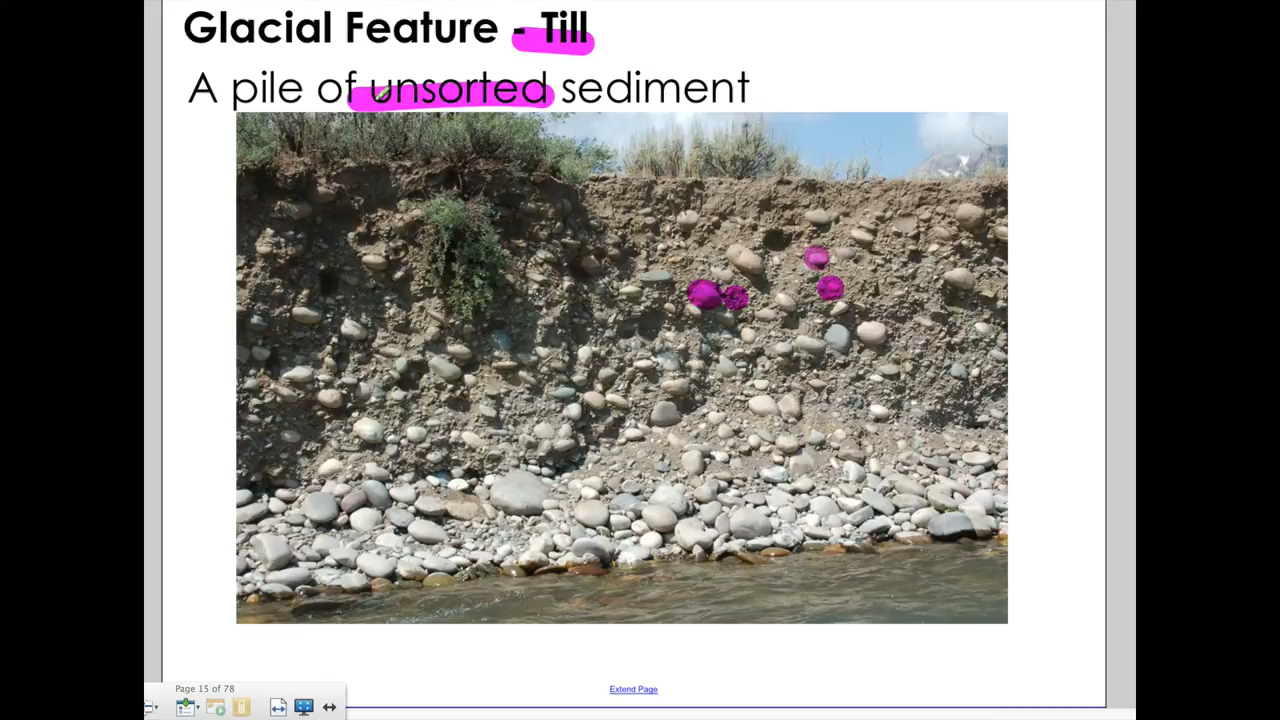 Glacial Feature - Till
A pile of unsorted sediment
Page 15 of 78
Extend Page